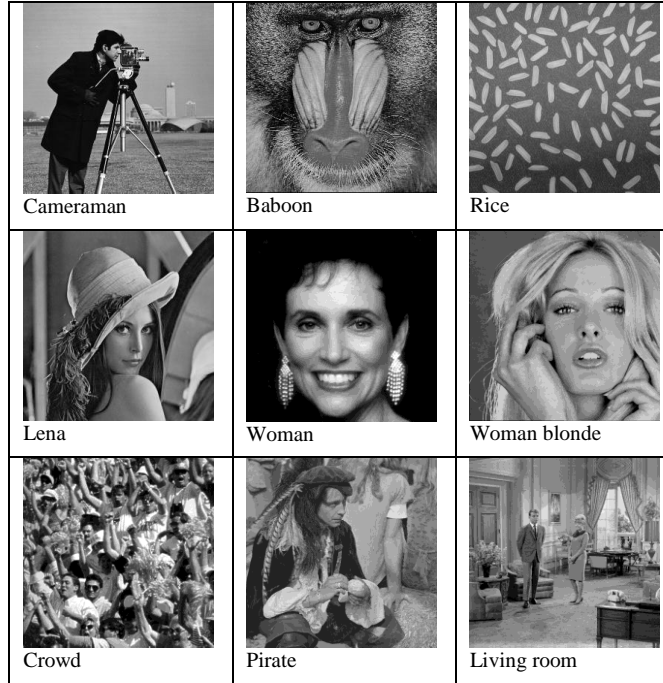 Cameraman
Baboon
Rice
Lena
Woman
Woman blonde
Crowd
Pirate
Living room